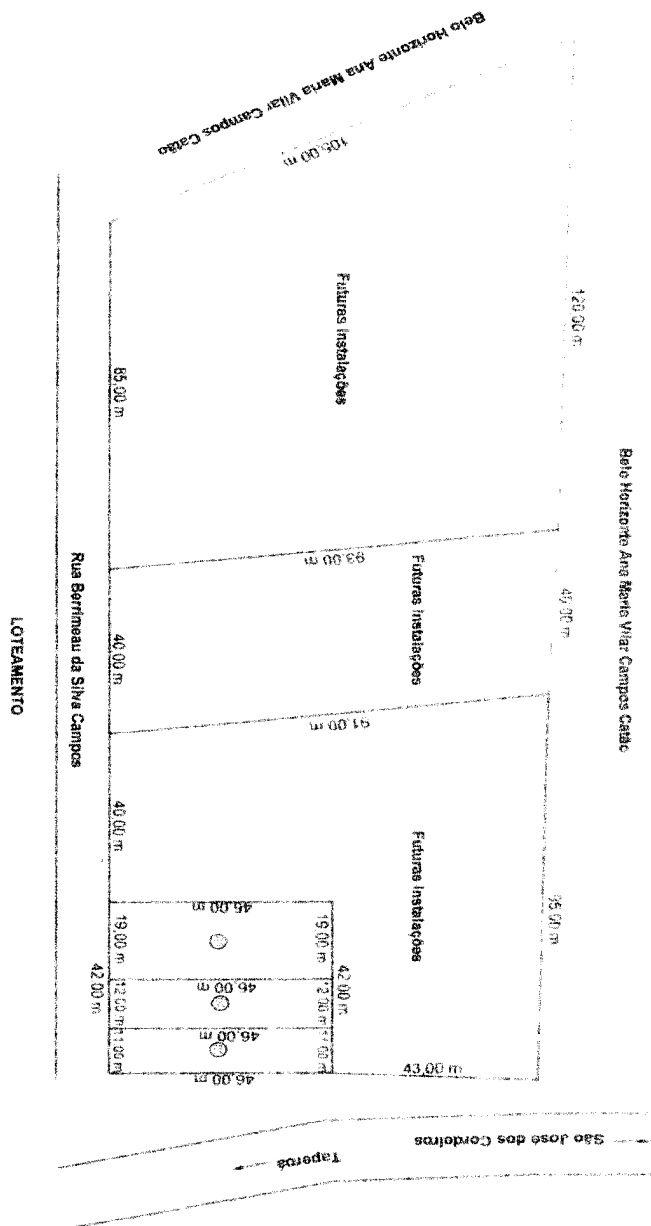 Belo Horizonte Ana Maria Vilar Campos Catão
105,00 m
Futuras Instalações
120,00 m
85,00 m
Belo Horizonte Ana Maria Vilar Campos Catão
93,00 m
Futuras Instalações
40,00 m
40,00 m
Rua Berrimeau da Silva Campos
LOTEAMENTO
91,00 m
40,00 m
Futuras Instalações
95,00 m
46,00 m
19,00 m
19,00 m
42,00 m
42,00 m
46,00 m
12,00 m
12,00 m
46,00 m
11,00 m
11,00 m
46,00 m
43,00 m
São José dos Cordeiros
Taperoá